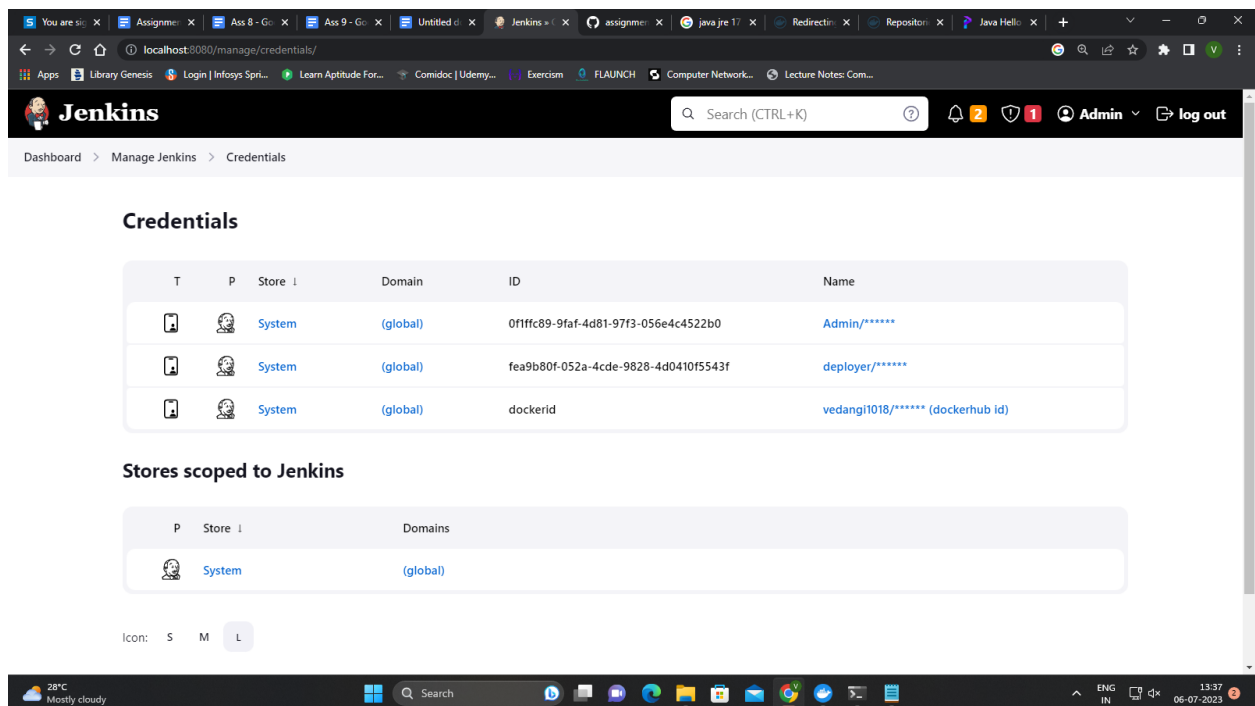 You are sig Assignmen Ass 8 - Go Ass 9 - Go Untitled d Jenkins » C assignmen java jre 17 Redirectin Repositori Java Hello
localhost:8080/manage/credentials/
Apps Library Genesis Login | Infosys Spri... Learn Aptitude For... Comidoc | Udemy... Exercism FLAUNCH Computer Network... Lecture Notes: Com...
Jenkins Search (CTRL+K) 2 1 Admin log out
Dashboard > Manage Jenkins > Credentials
Credentials
T P Store ↓ Domain ID Name
System (global) 0f1ffc89-9faf-4d81-97f3-056e4c4522b0 Admin/******
System (global) fea9b80f-052a-4cde-9828-4d0410f5543f deployer/******
System (global) dockerid vedangi1018/****** (dockerhub id)
Stores scoped to Jenkins
P Store ↓ Domains
System (global)
Icon: S M L
28°C
Mostly cloudy
Search
ENG
IN
13:37
06-07-2023
2